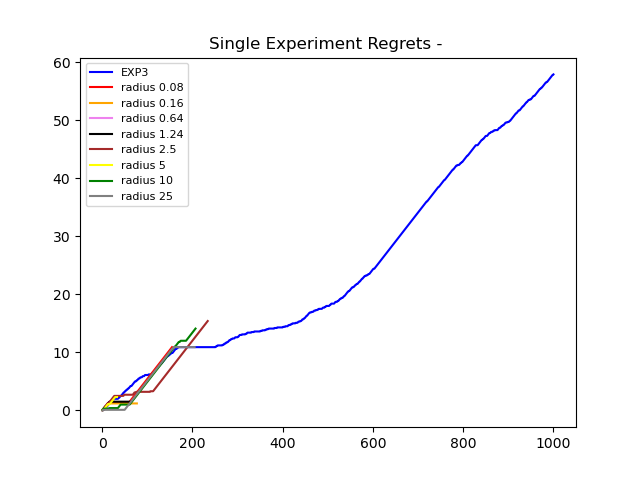 Single Experiment Regrets -
60
50
40
30
20
10
0
EXP3
radius 0.08
radius 0.16
radius 0.64
radius 1.24
radius 2.5
radius 5
radius 10
radius 25
0 200 400 600 800 1000